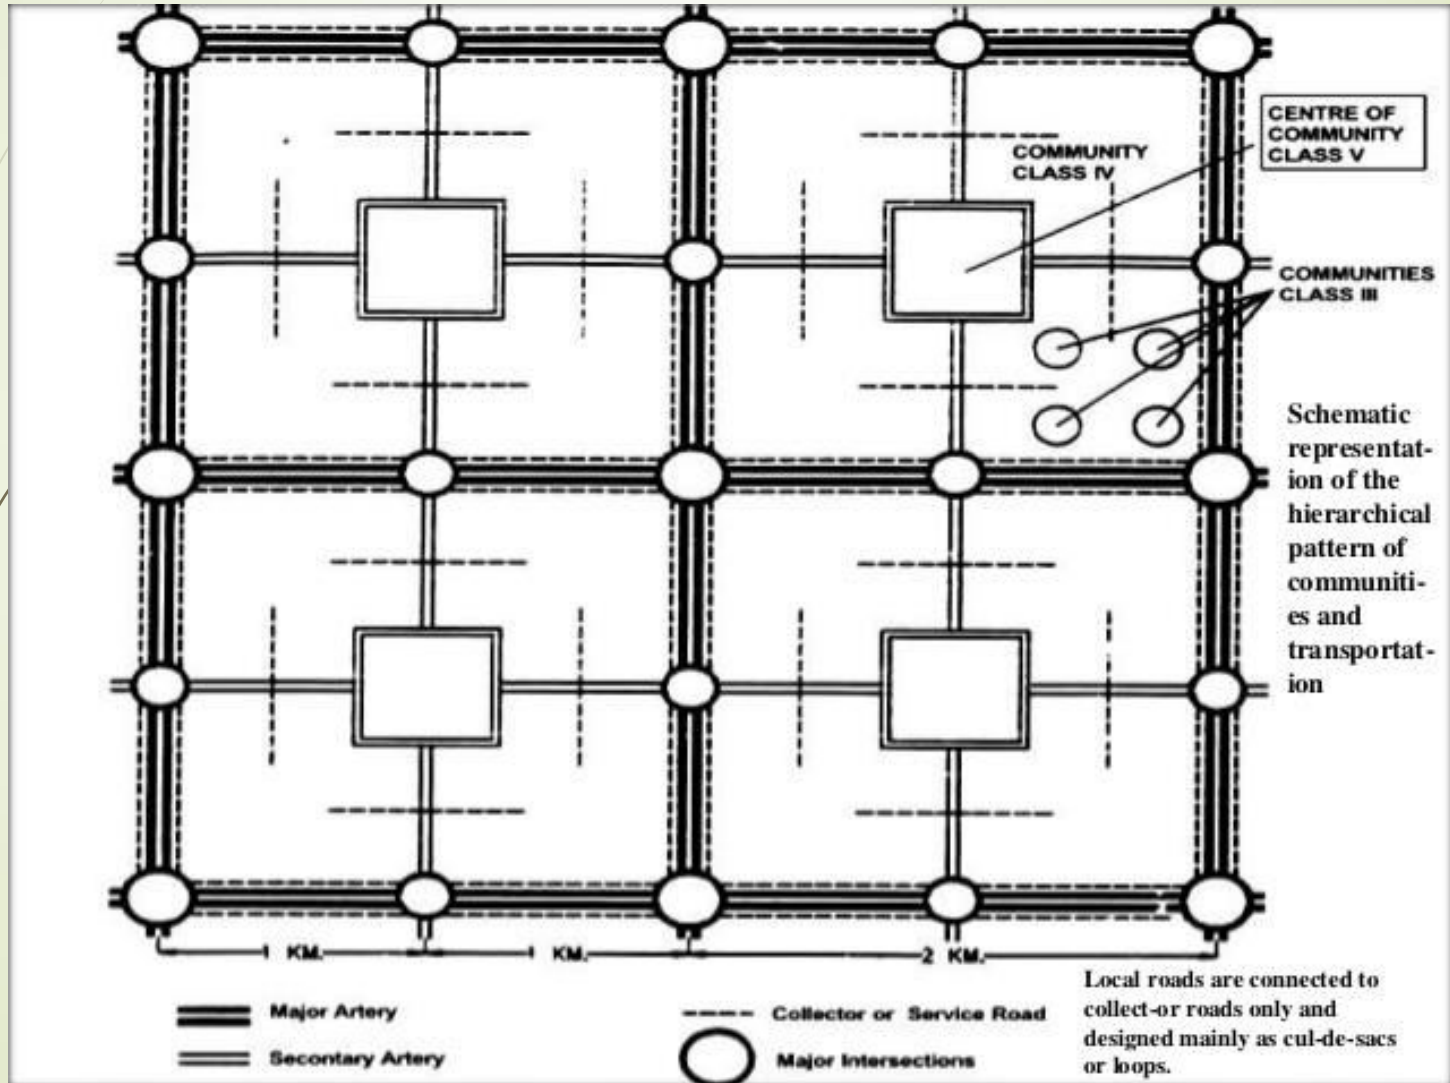 CENTRE OF
COMMUNITY
CLASS V
COMMUNITY
CLASS IV
COMMUNITIES
CLASS III
Schematic
representat-
ion of the
hierarchical
pattern of
communiti-
es and
transportat-
ion
1 KM.
1 KM.
2 KM.
Major Artery
Secontary Artery
Collector or Service Road
Major Intersections
Local roads are connected to
collect-or roads only and
designed mainly as cul-de-sacs
or loops.